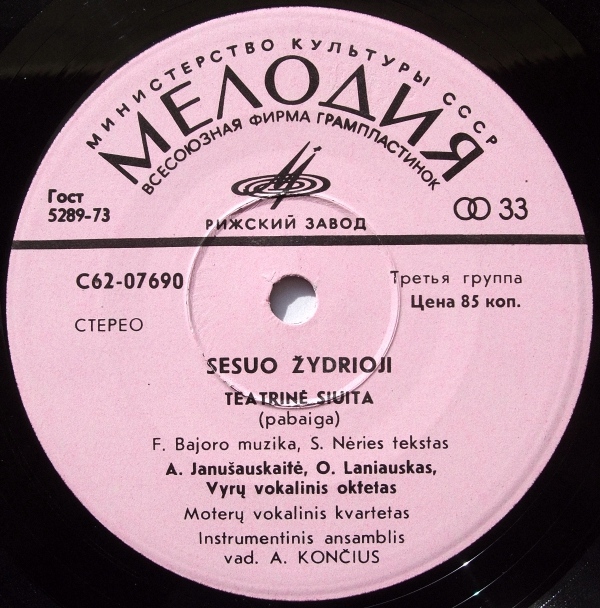 МИНИСТЕРСТВО КУЛЬТУРЫ СССР
МЕЛОДИЯ
ВСЕСОЮЗНАЯ ФИРМА ГРАМПЛАСТИНОК
Гост
5289-73
33
РИЖСКИЙ ЗАВОД
С62-07690
Третья группа
Цена 85 коп.
СТЕРЕО
SESUO ŽYDRIOJI
TEATRINĖ SIUITA
(pabaiga)
F. Bajoro muzika, S. Nėries tekstas
A. Janušauskaitė, O. Laniauskas,
Vyrų vokalinis oktetas
Moterų vokalinis kvartetas
Instrumentinis ansamblis
vad. A. KONČIUS